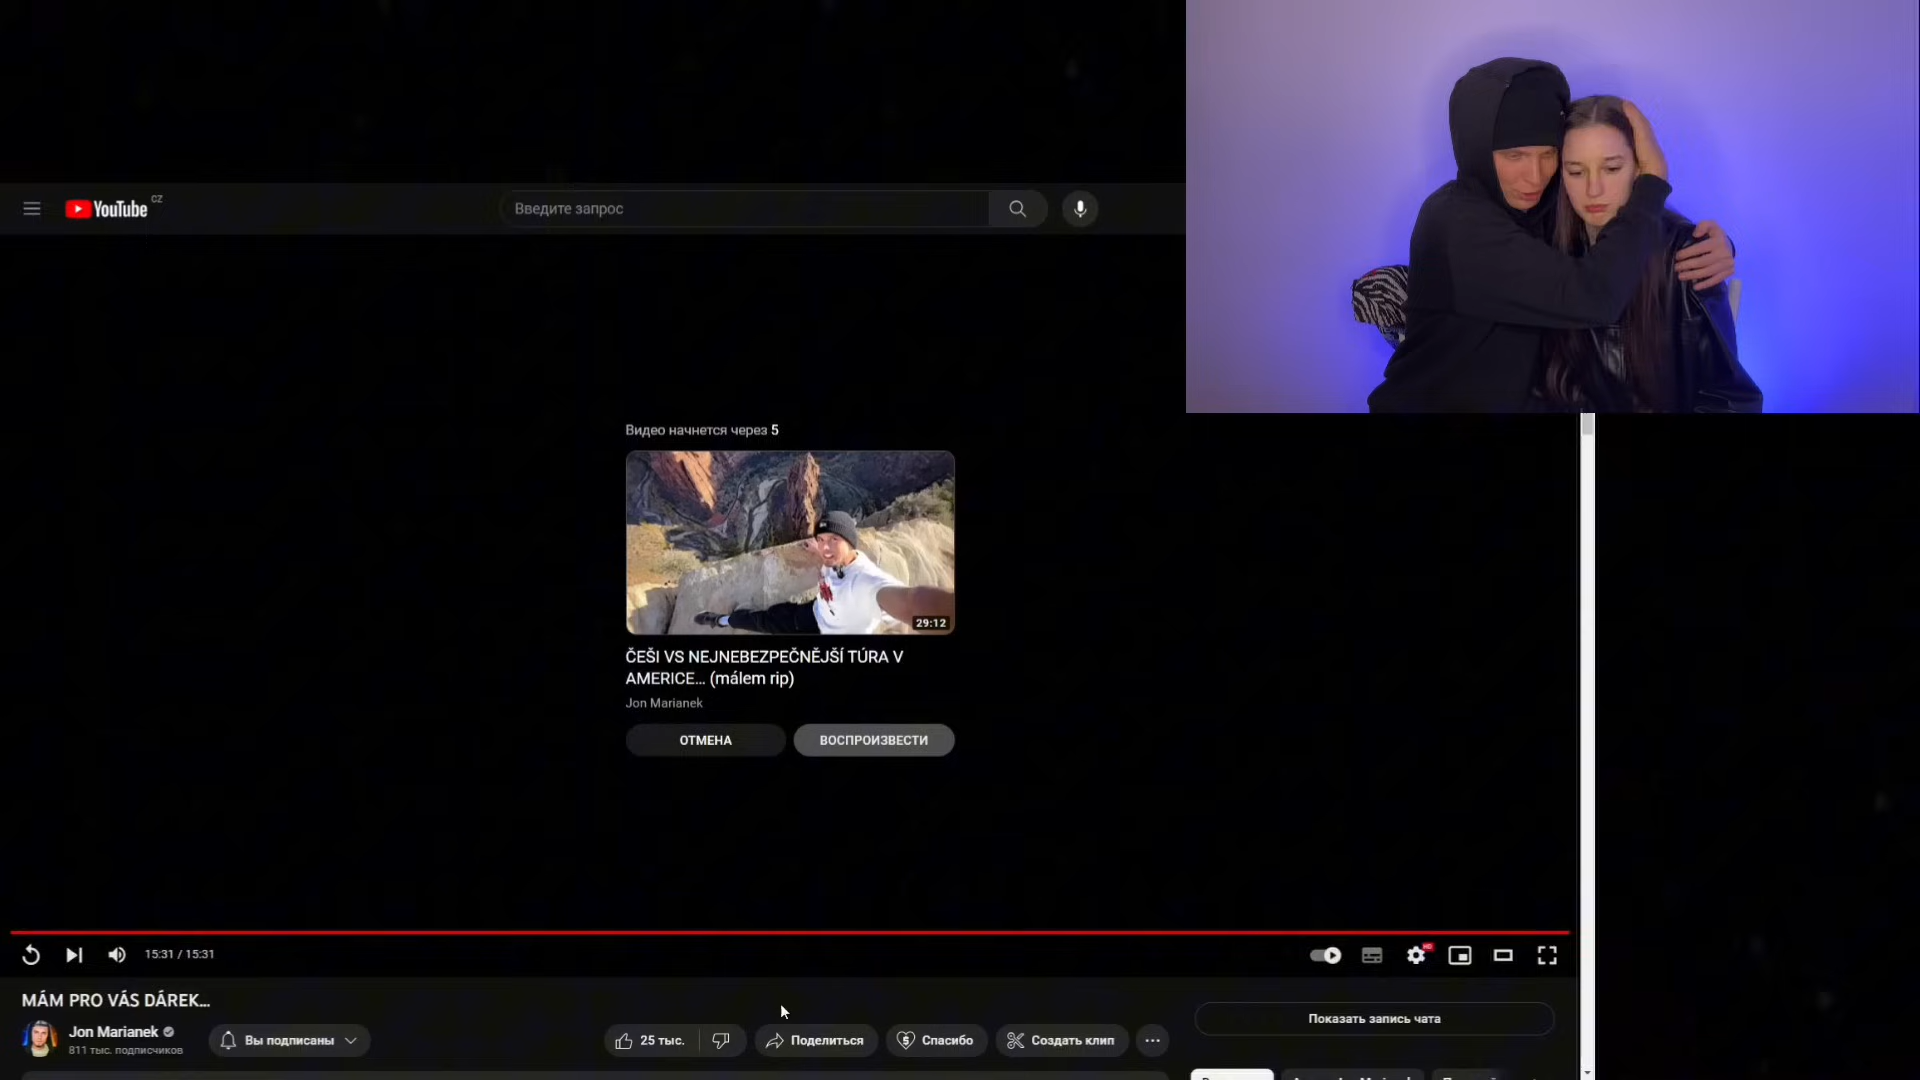 YouTube CZ
Введите запрос
Видео начнется через 5
29:12
ČEŠI VS NEJNEBEZPEČNĚJŠÍ TÚRA V
AMERICE... (málem rip)
Jon Marianek
ОТМЕНА
ВОСПРОИЗВЕСТИ
15:31 / 15:31
HD
MÁM PRO VÁS DÁREK...
Jon Marianek
811 тыс. подписчиков
Вы подписаны
25 тыс.
Поделиться
Спасибо
Создать клип
Показать запись чата